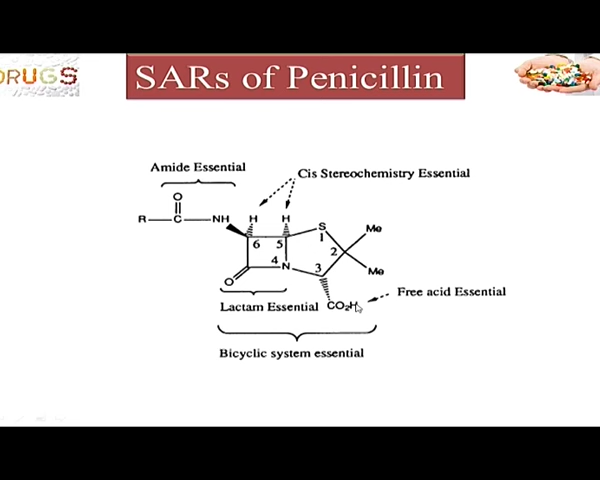 DRUGS
SARs of Penicillin
Amide Essential
Cis Stereochemistry Essential
O
R
C
NH
H
H
S
Me
1
6
5
2
4
N
3
O
Me
Lactam Essential
CO₂H
Free acid Essential
Bicyclic system essential